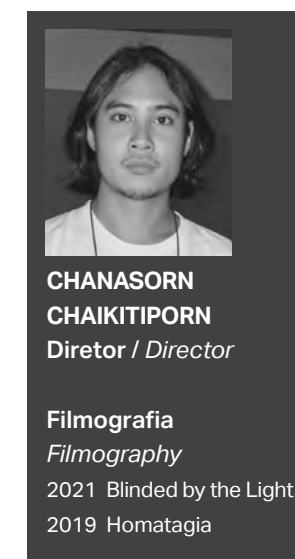 CHANASORN
CHAIKITIPORN
Diretor / Director
Filmografia
Filmography
2021 Blinded by the Light
2019 Homatagia